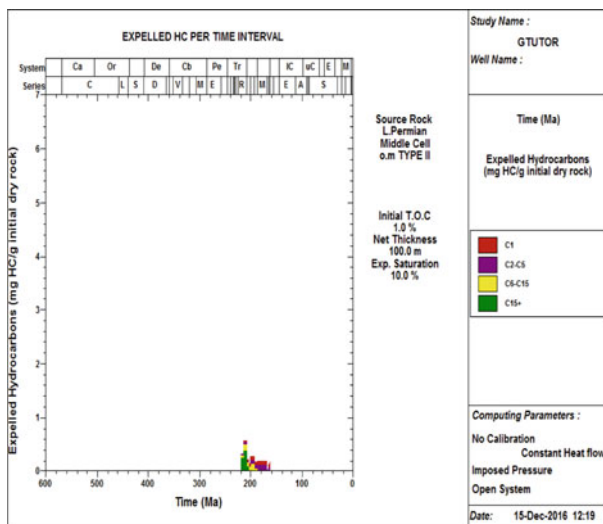 EXPELLED HC PER TIME INTERVAL
System Ca Or De Cb Pe Tr lC uC E M
Series C L S D V M E R M E A S
7
6
5
4
3
2
1
0
Expelled Hydrocarbons (mg HC/g initial dry rock)
600 500 400 300 200 100 0
Time (Ma)
Source Rock
L.Permian
Middle Cell
o.m TYPE II
Initial T.O.C
1.0 %
Net Thickness
100.0 m
Exp. Saturation
10.0 %
Study Name :
GTUTOR
Well Name :
Time (Ma)
Expelled Hydrocarbons
(mg HC/g initial dry rock)
C1
C2-C5
C6-C15
C15+
Computing Parameters :
No Calibration
Constant Heat flow
Imposed Pressure
Open System
Date: 15-Dec-2016 12:19